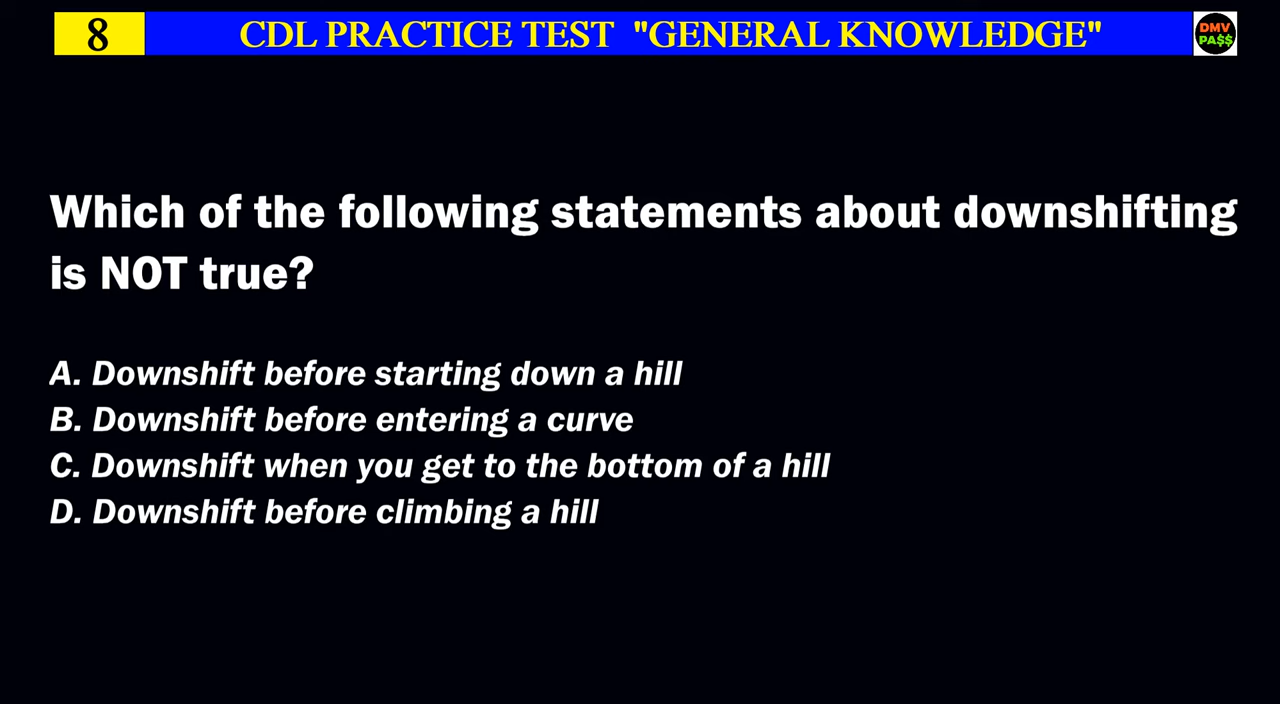 8
CDL PRACTICE TEST "GENERAL KNOWLEDGE"
DMV
PA$$
Which of the following statements about downshifting
is NOT true?
A. Downshift before starting down a hill
B. Downshift before entering a curve
C. Downshift when you get to the bottom of a hill
D. Downshift before climbing a hill